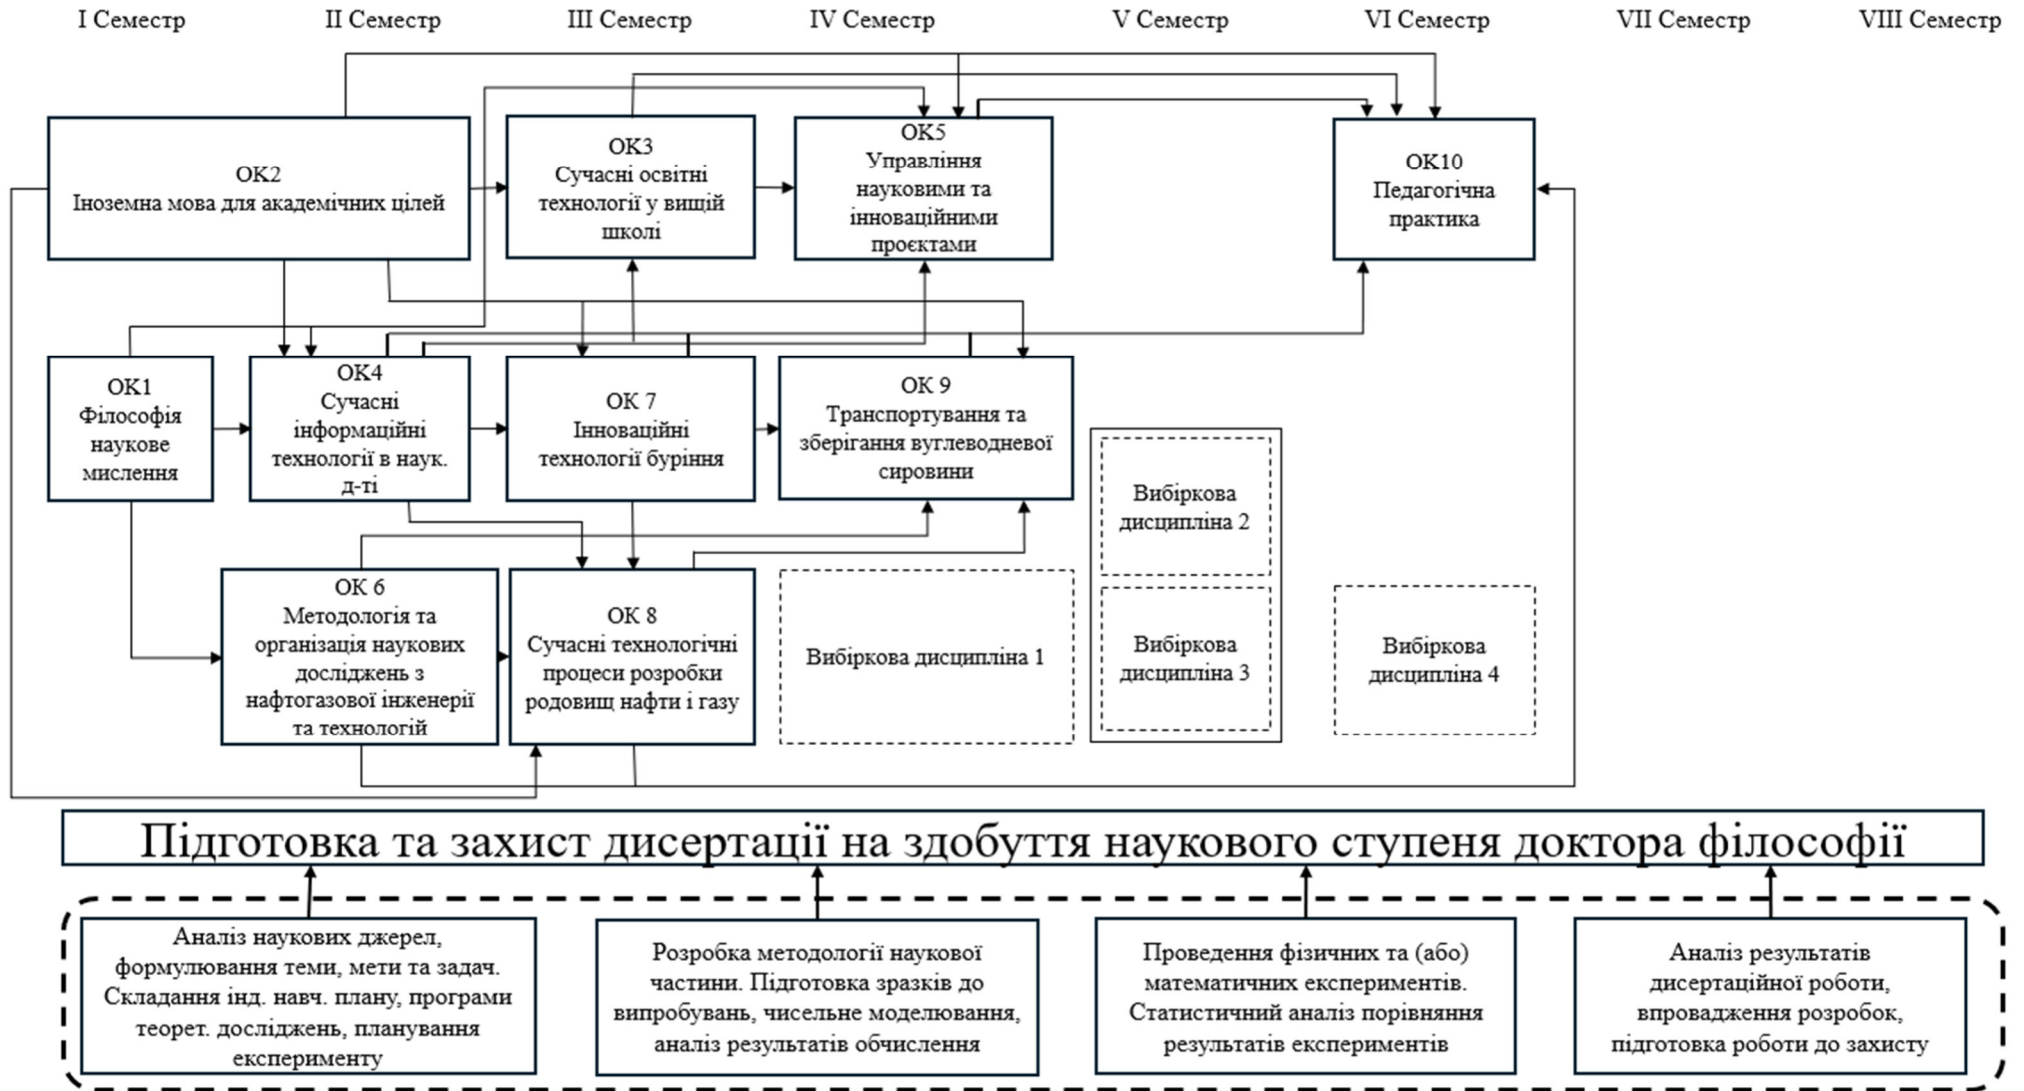 I Семестр
II Семестр
III Семестр
IV Семестр
V Семестр
VI Семестр
VII Семестр
VIII Семестр
ОК2
Іноземна мова для академічних цілей
ОК3
Сучасні освітні
технології у вищій
школі
ОК5
Управління
науковими та
інноваційними
проєктами
ОК10
Педагогічна
практика
ОК1
Філософія
наукове
мислення
ОК4
Сучасні
інформаційні
технології в наук.
д-ті
ОК 7
Інноваційні
технології буріння
ОК 9
Транспортування та
зберігання вуглеводневої
сировини
Вибіркова
дисципліна 2
ОК 6
Методологія та
організація наукових
досліджень з
нафтогазової інженерії
та технологій
ОК 8
Сучасні технологічні
процеси розробки
родовищ нафти і газу
Вибіркова дисципліна 1
Вибіркова
дисципліна 3
Вибіркова
дисципліна 4
Підготовка та захист дисертації на здобуття наукового ступеня доктора філософії
Аналіз наукових джерел,
формулювання теми, мети та задач.
Складання інд. навч. плану, програми
теорет. досліджень, планування
експерименту
Розробка методології наукової
частини. Підготовка зразків до
випробувань, чисельне моделювання,
аналіз результатів обчислення
Проведення фізичних та (або)
математичних експериментів.
Статистичний аналіз порівняння
результатів експериментів
Аналіз результатів
дисертаційної роботи,
впровадження розробок,
підготовка роботи до захисту